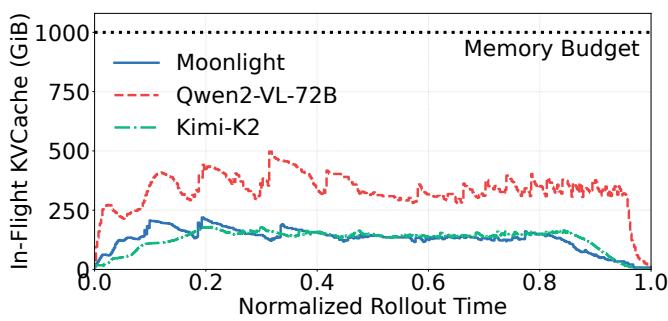 In-Flight KVCache (GiB)
1000
750
500
250
0
Memory Budget
Moonlight
Qwen2-VL-72B
Kimi-K2
0.0
0.2
0.4
0.6
0.8
1.0
Normalized Rollout Time